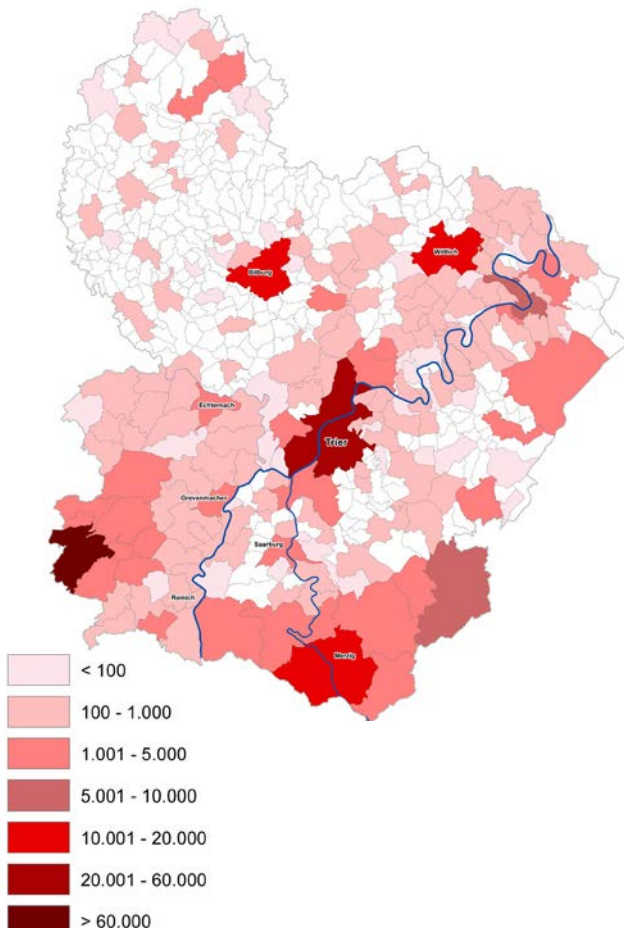 Wittlich
Bitburg
Echternach
Trier
Grevenmacher
Saarburg
Remich
Merzig
< 100
100 - 1.000
1.001 - 5.000
5.001 - 10.000
10.001 - 20.000
20.001 - 60.000
> 60.000